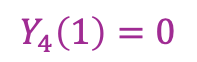 Y₄(1) = 0